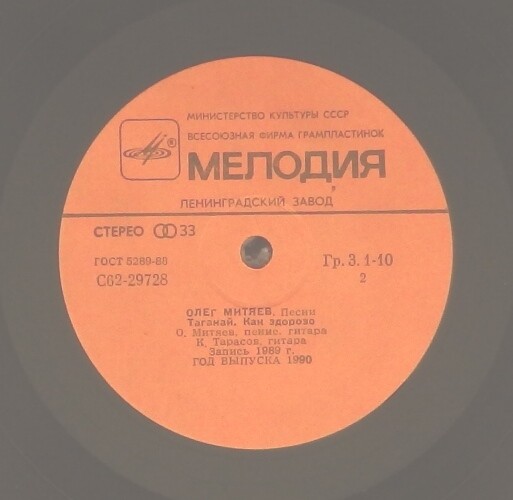 МИНИСТЕРСТВО КУЛЬТУРЫ СССР
ВСЕСОЮЗНАЯ ФИРМА ГРАМПЛАСТИНОК
МЕЛОДИЯ
ЛЕНИНГРАДСКИЙ ЗАВОД
СТЕРЕО 33
ГОСТ 5289-88 Гр. 3. 1-10
С62-29728 2
ОЛЕГ МИТЯЕВ. Песни
Таганай, Как здорово
О. Митяев, пение, гитара
К. Тарасов, гитара
Запись 1989 г.
ГОД ВЫПУСКА 1990